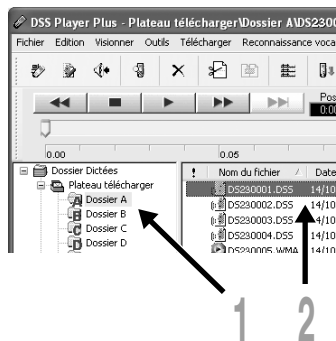 DSS Player Plus - Plateau télécharger\Dossier A\DS2300
Fichier Edition Visionner Outils Télécharger Reconnaissance voca
Pos
0:00
0.00 0.05
Dossier Dictées
Plateau télécharger
Dossier A
Dossier B
Dossier C
Dossier D
! Nom du fichier / Date
DS230001.DSS 14/10
DS230002.DSS 14/10
DS230003.DSS 14/10
DS230004.DSS 14/10
DS230005.WMA 14/10
1 2